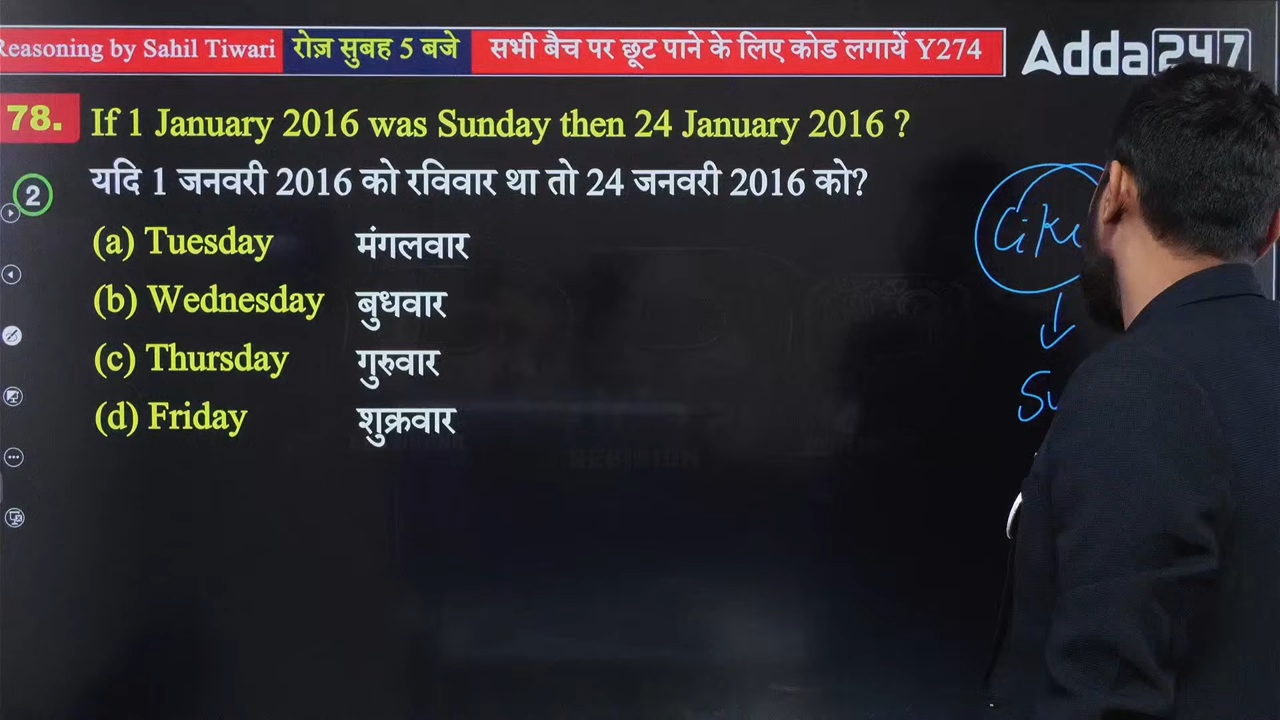 Reasoning by Sahil Tiwari रोज़ सुबह 5 बजे सभी बैच पर छूट पाने के लिए कोड लगायें Y274 Adda247
78. If 1 January 2016 was Sunday then 24 January 2016 ?
2 यदि 1 जनवरी 2016 को रविवार था तो 24 जनवरी 2016 को?
(a) Tuesday मंगलवार
(b) Wednesday बुधवार
(c) Thursday गुरुवार
(d) Friday शुक्रवार